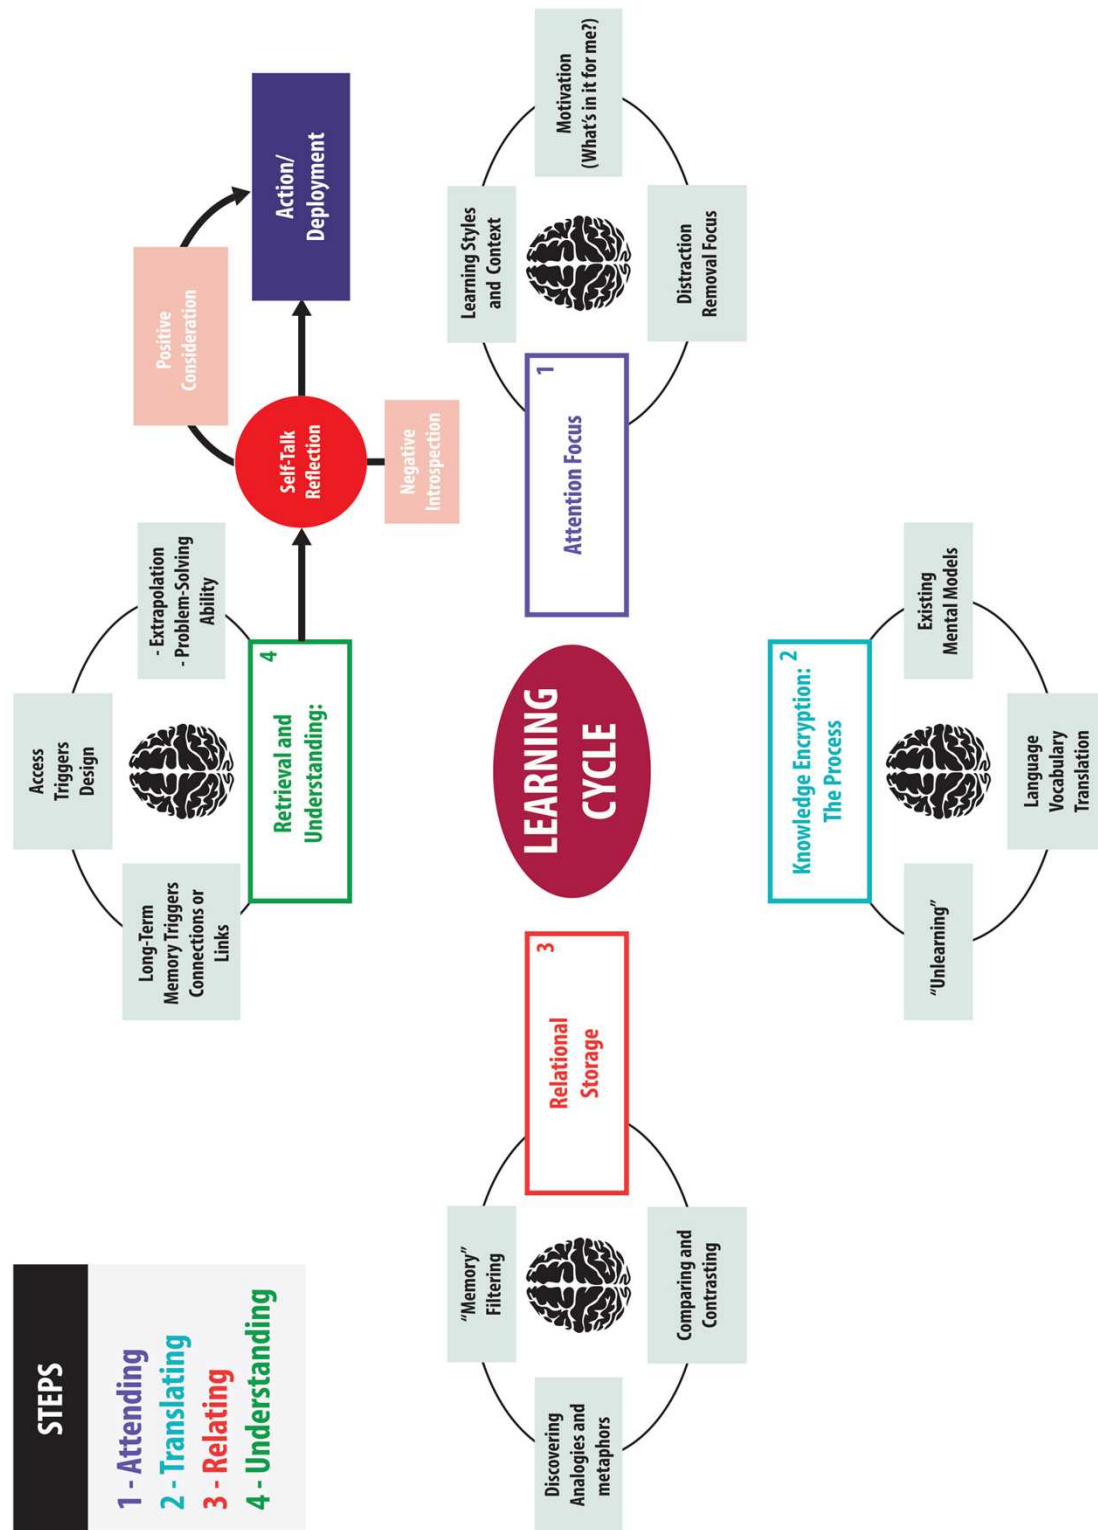 STEPS
1 - Attending
2 - Translating
3 - Relating
4 - Understanding
Long-Term
Memory Triggers
Connections or
Links
Access
Triggers
Design
- Extrapolation
- Problem-Solving
Ability
4
Retrieval and
Understanding:
Self-Talk
Reflection
Positive
Consideration
Negative
Introspection
Action/
Deployment
"Memory"
Filtering
Discovering
Analogies and
metaphors
Comparing and
Contrasting
3
Relational
Storage
LEARNING
CYCLE
1
Attention Focus
Learning Styles
and Context
Motivation
(What's in it for me?)
Distraction
Removal Focus
2
Knowledge Encryption:
The Process
"Unlearning"
Existing
Mental Models
Language
Vocabulary
Translation